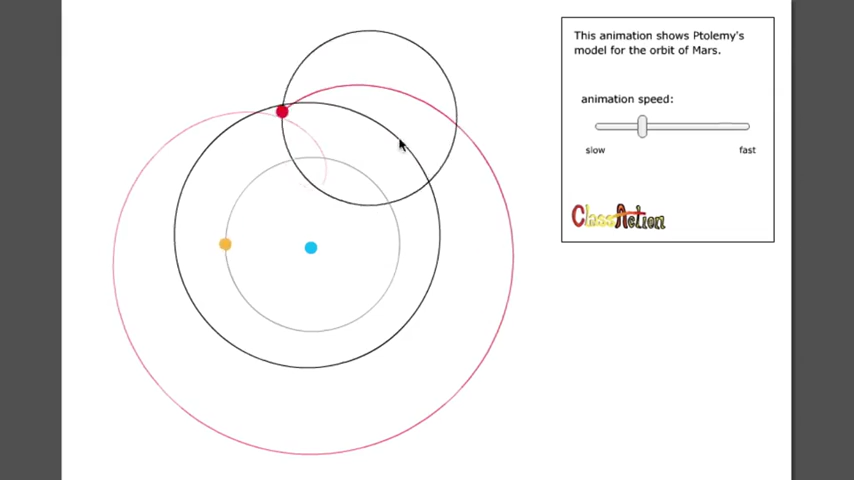 This animation shows Ptolemy's
model for the orbit of Mars.
animation speed:
slow
fast
ClassAction